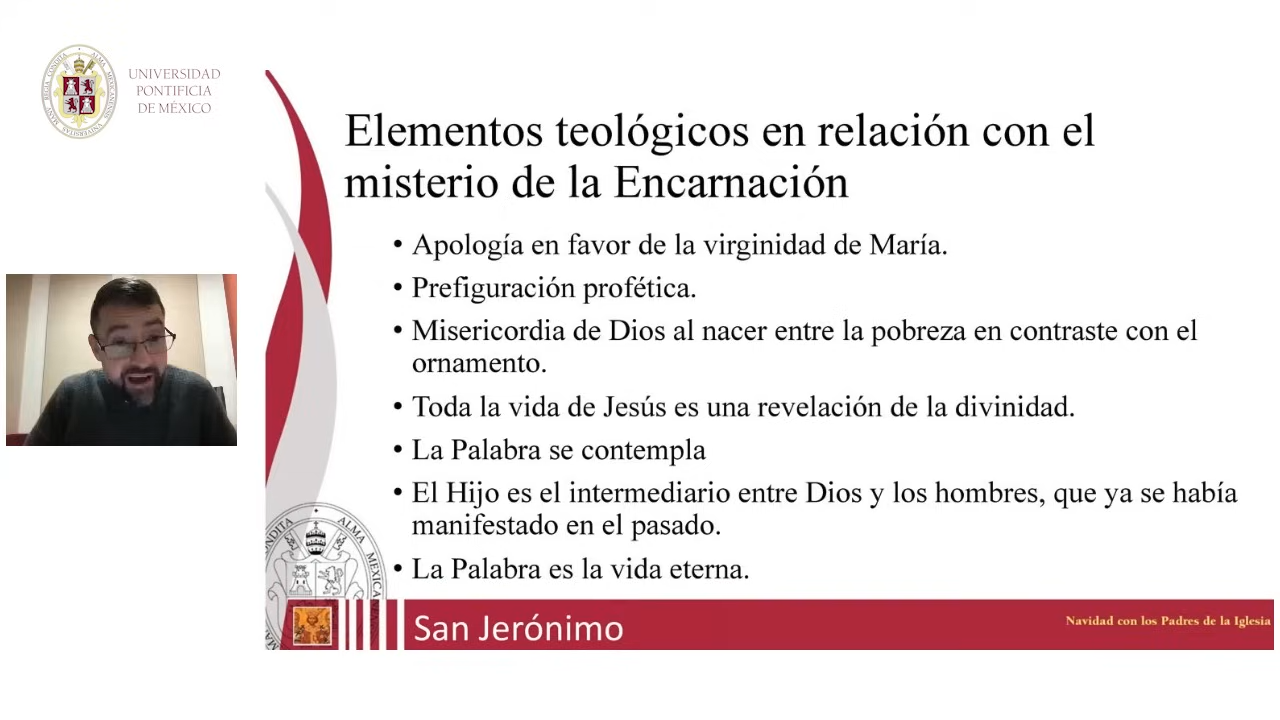 UNIVERSIDAD
PONTIFICIA
DE MÉXICO
Elementos teológicos en relación con el
misterio de la Encarnación
• Apología en favor de la virginidad de María.
• Prefiguración profética.
• Misericordia de Dios al nacer entre la pobreza en contraste con el
ornamento.
• Toda la vida de Jesús es una revelación de la divinidad.
• La Palabra se contempla
• El Hijo es el intermediario entre Dios y los hombres, que ya se había
manifestado en el pasado.
• La Palabra es la vida eterna.
ALMA MEXICA
San Jerónimo
Navidad con los Padres de la Iglesia